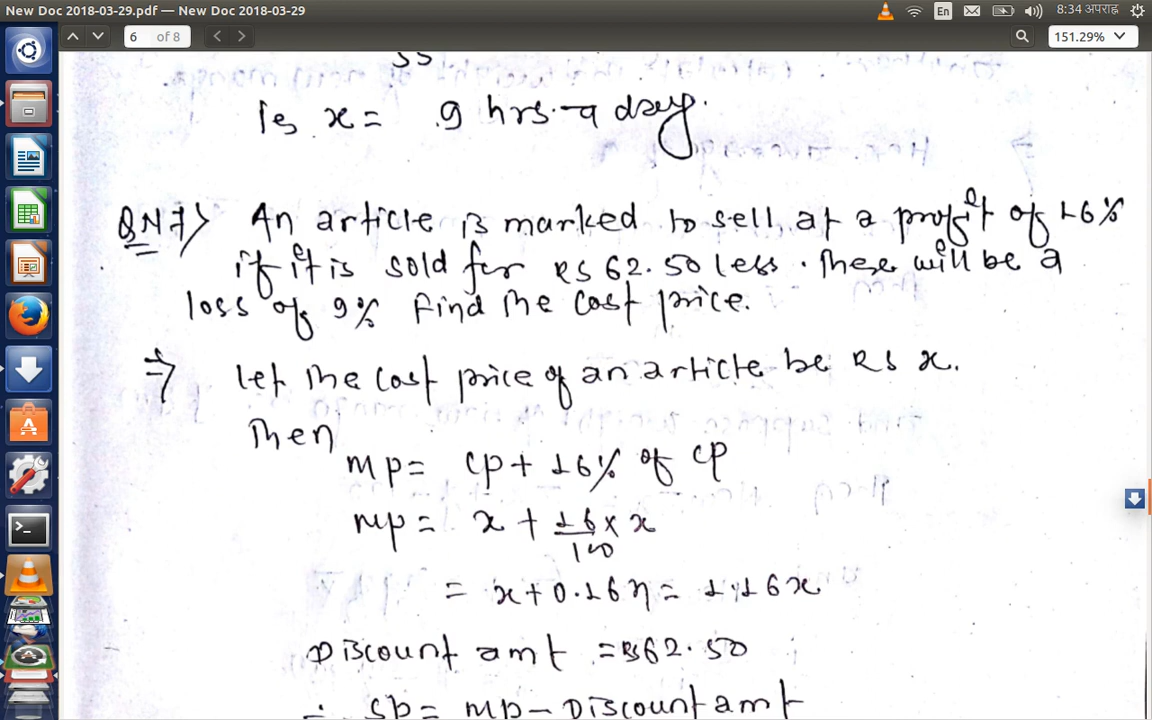 New Doc 2018-03-29.pdf — New Doc 2018-03-29
En
8:34 अपराह्न
6 of 8
151.29%
ies x = 9 hrs. a day.
QN 7> An article is marked to sell, at a profit of 16%
if it is sold for RS 62.50 less. There will be a
loss of 9% Find the cost price.
⇒ let the cost price of an article be Rs x.
Then
MP = CP + 16% of CP
MP = x + 16/100 × x
= x + 0.16x = 1.16x
Discount amt = Rs 62.50
∴ SP = MP − Discount amt